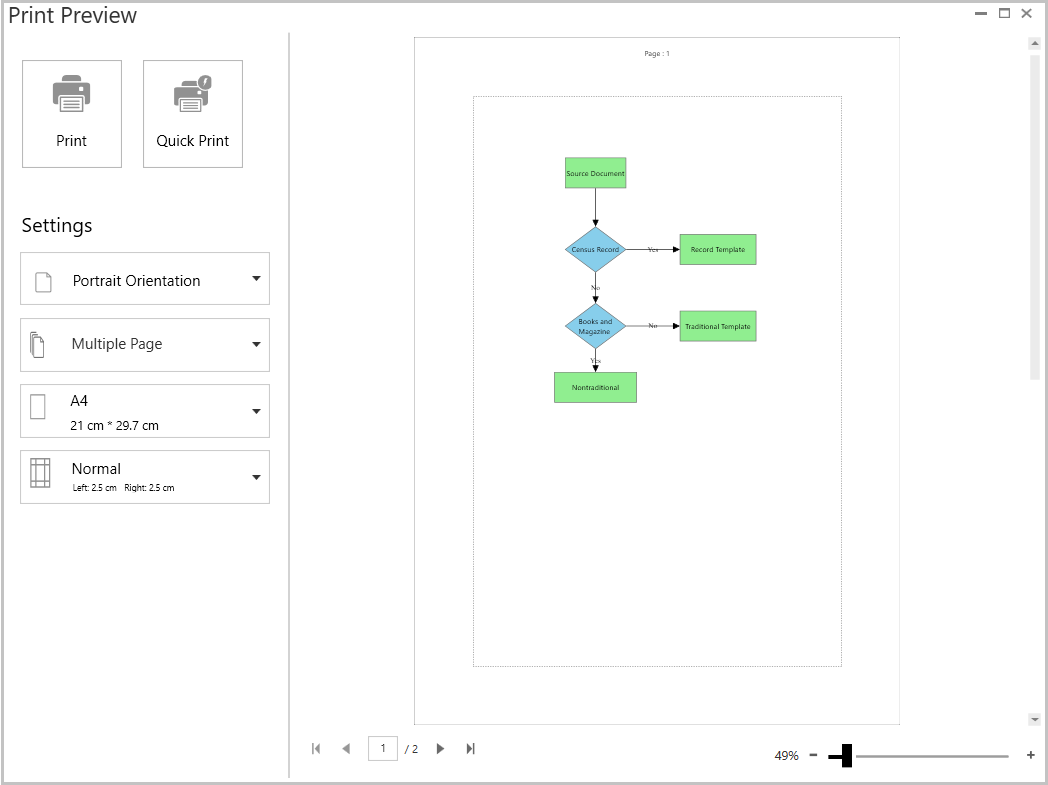 Print Preview
Print
Quick Print
Settings
Portrait Orientation
Multiple Page
A4
21 cm * 29.7 cm
Normal
Left: 2.5 cm Right: 2.5 cm
Page : 1
Source Document
Census Record
Yes
Record Template
No
Books and
Magazine
No
Traditional Template
Yes
Nontraditional
1 / 2
49%